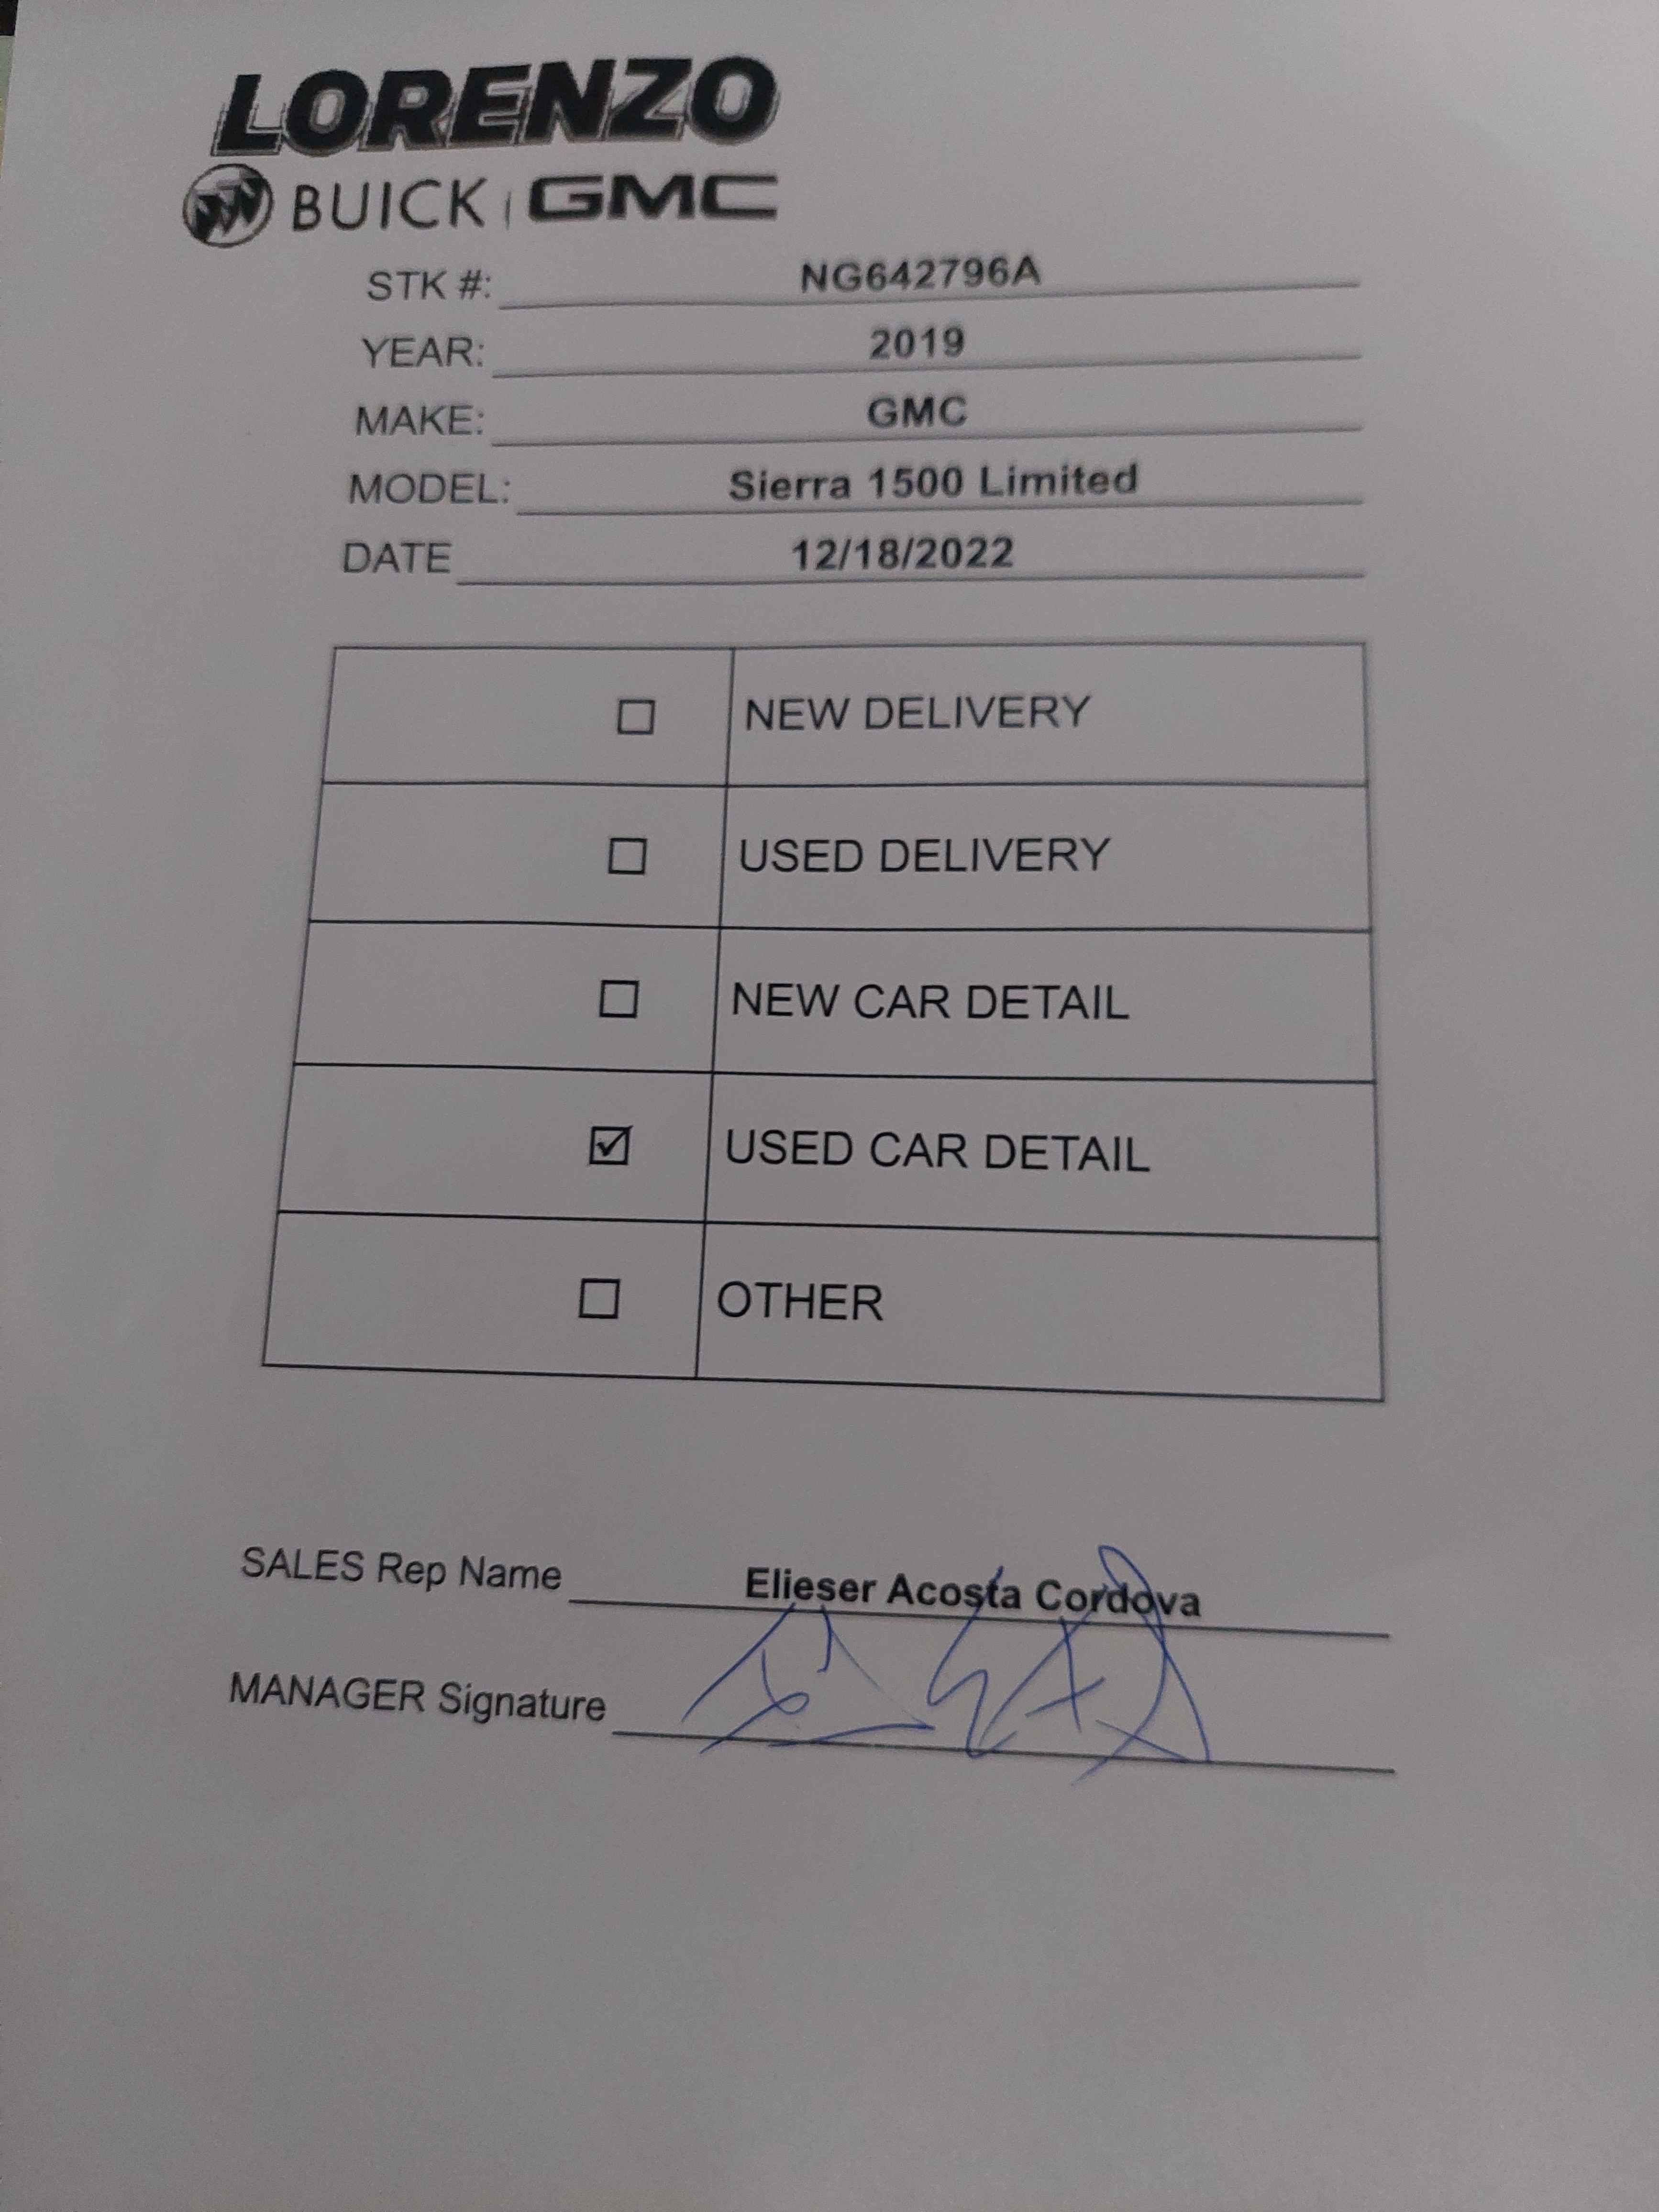 LORENZO
BUICK | GMC
STK #: NG642796A
YEAR: 2019
MAKE: GMC
MODEL: Sierra 1500 Limited
DATE 12/18/2022
☐ NEW DELIVERY
☐ USED DELIVERY
☐ NEW CAR DETAIL
☑ USED CAR DETAIL
☐ OTHER
SALES Rep Name Elieser Acosta Cordova
MANAGER Signature